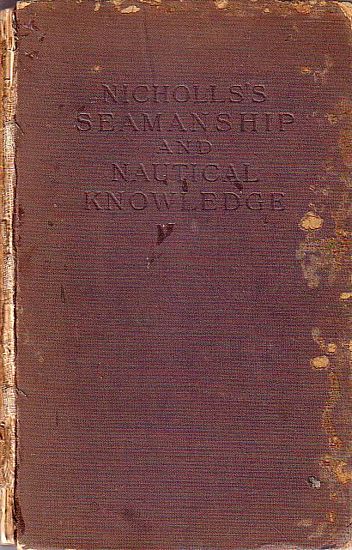 NICHOLLS'S
SEAMANSHIP
AND
NAUTICAL
KNOWLEDGE